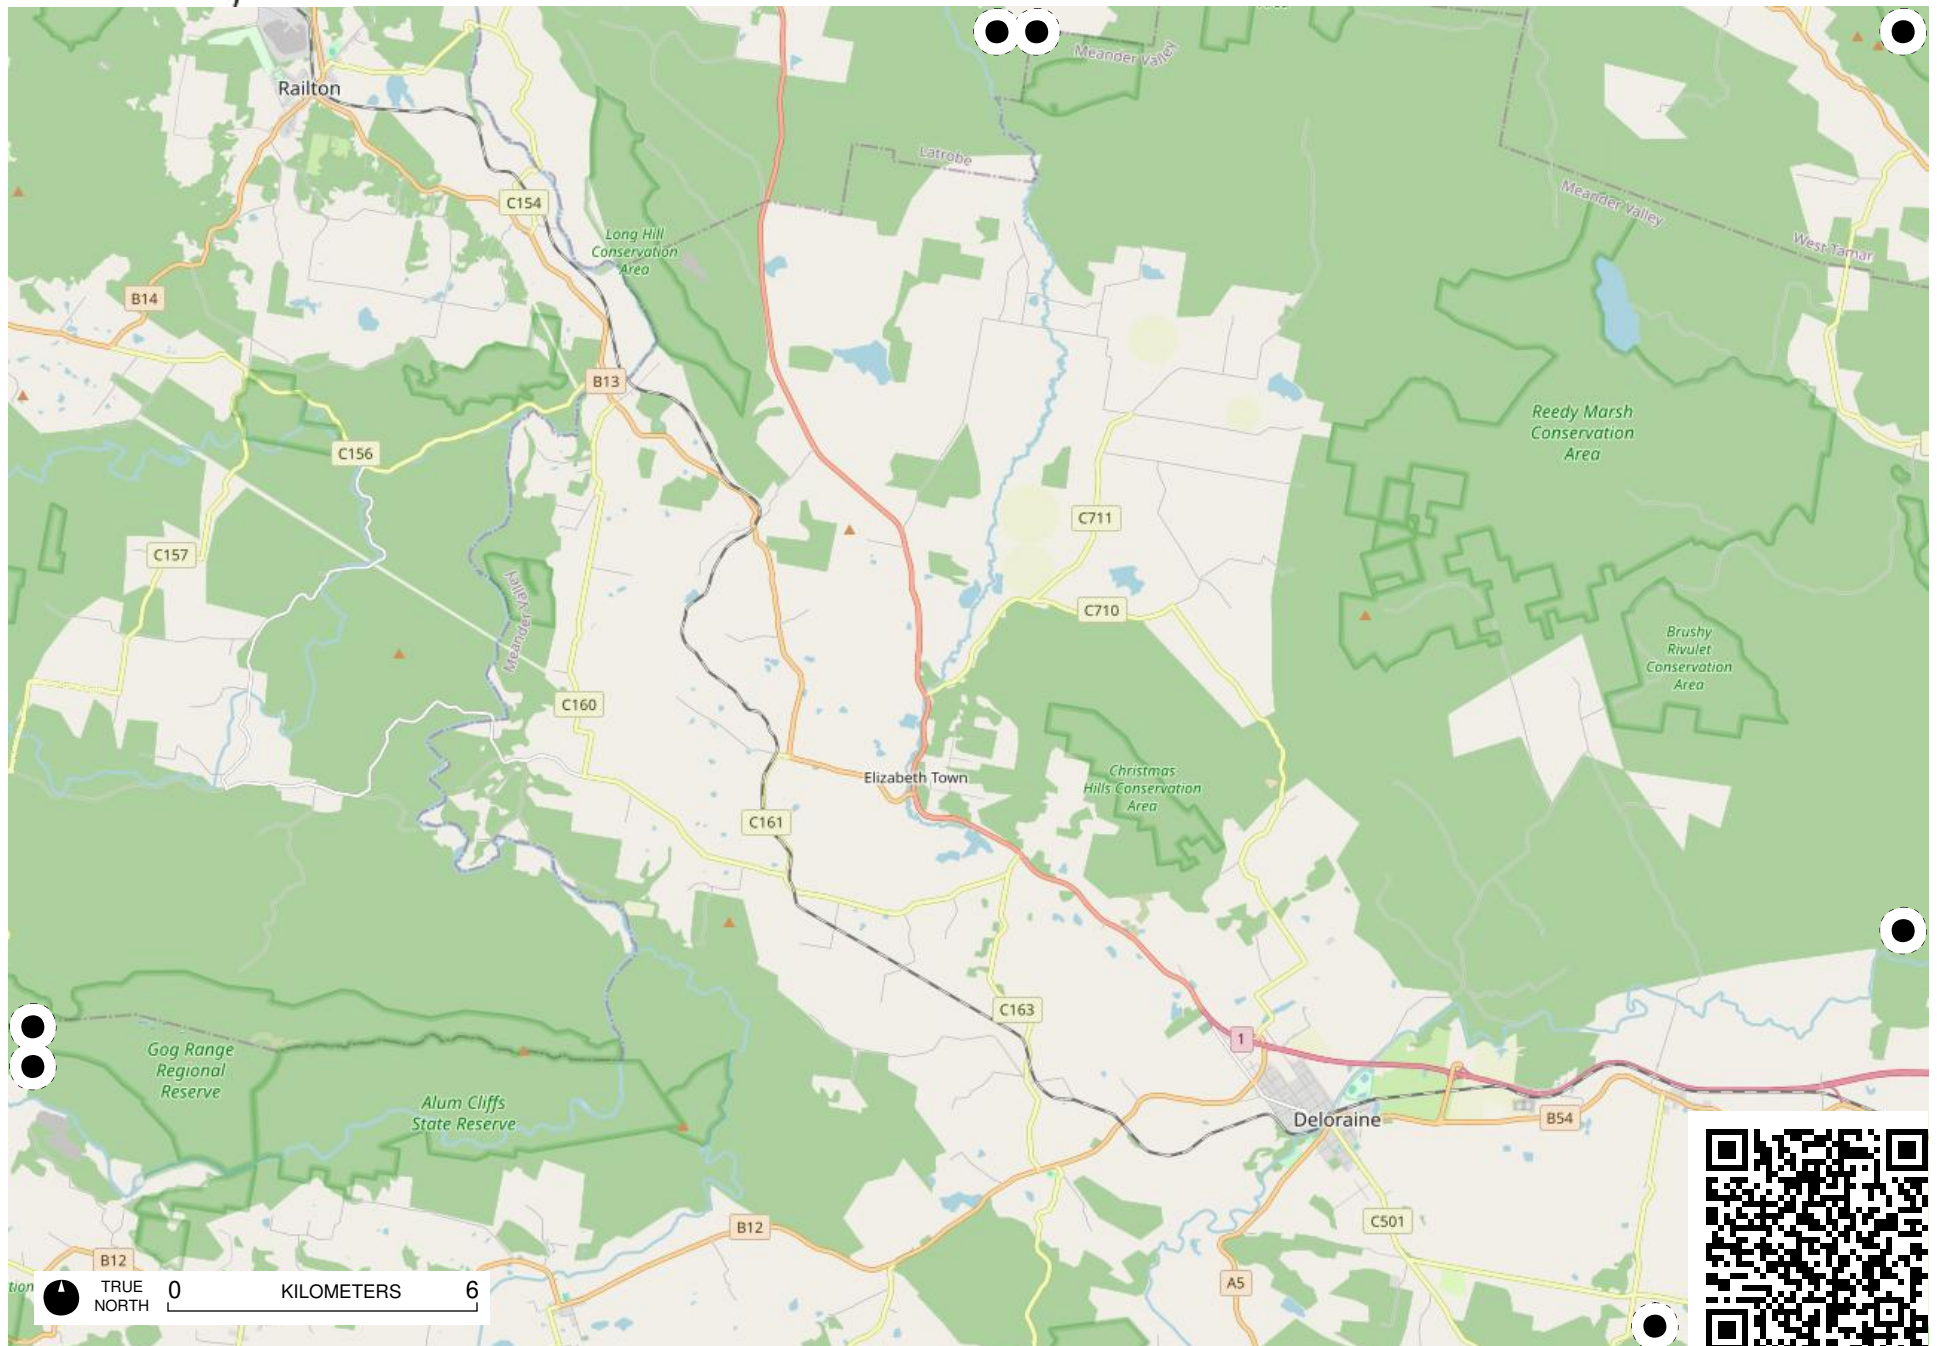 Meander Valley
Railton
Latrobe
Meander Valley
C154
Long Hill
Conservation
Area
West Tamar
B14
B13
Reedy Marsh
Conservation
Area
C156
C711
C157
C710
Meander Valley
Brushy
Rivulet
Conservation
Area
C160
Elizabeth Town
Christmas
Hills Conservation
Area
C161
C163
1
Gog Range
Regional
Reserve
Alum Cliffs
State Reserve
Deloraine
B54
C501
B12
B12
A5
TRUE
NORTH
0 KILOMETERS 6